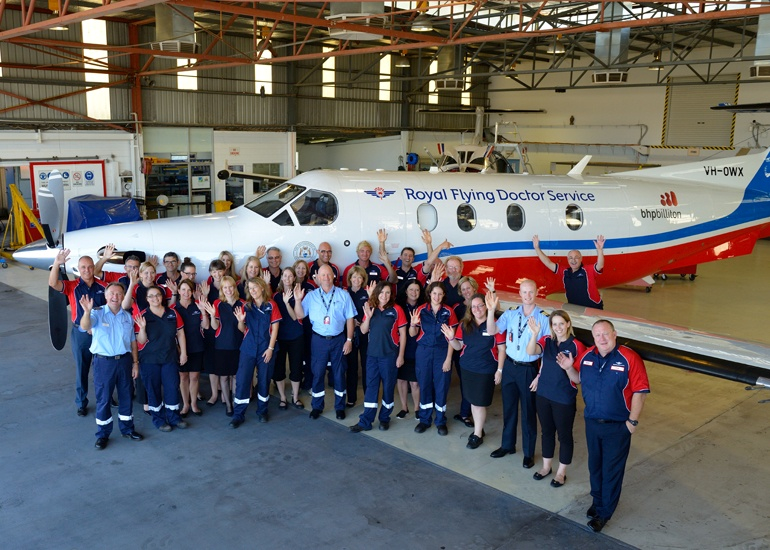 Royal Flying Doctor Service
VH-OWX
bhpbilliton